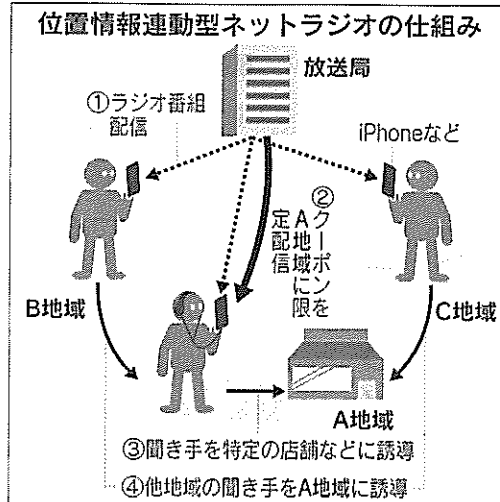 位置情報連動型ネットラジオの仕組み
放送局
①ラジオ番組
配信
iPhoneなど
②クーポンを
A地域に限
定配信
B地域
C地域
A地域
③聞き手を特定の店舗などに誘導
④他地域の聞き手をA地域に誘導